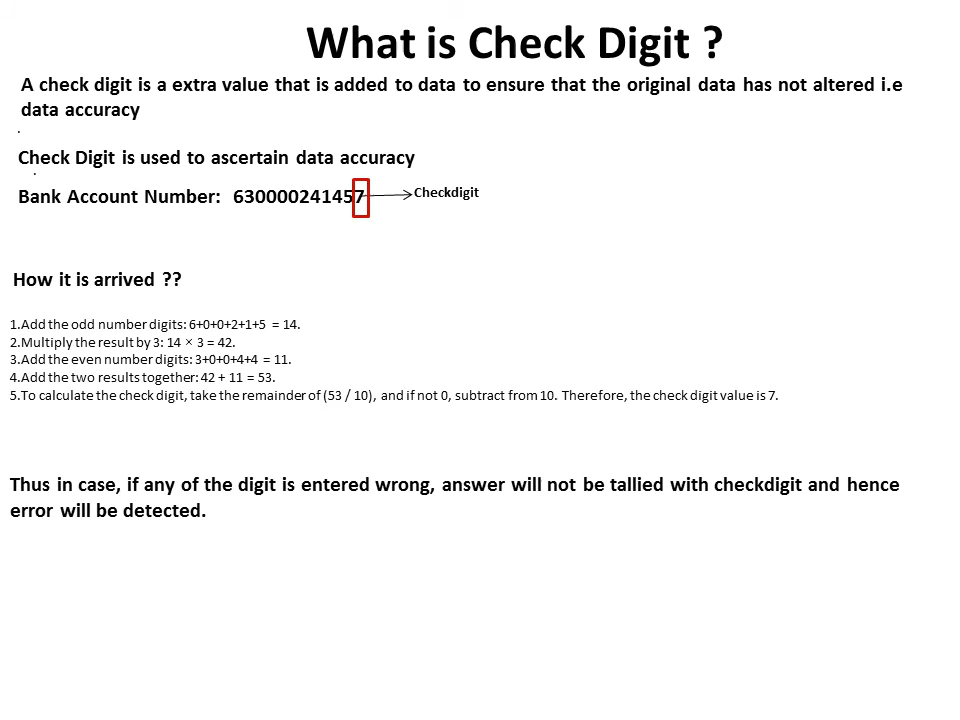 What is Check Digit ?
A check digit is a extra value that is added to data to ensure that the original data has not altered i.e
data accuracy
.
Check Digit is used to ascertain data accuracy
.
Bank Account Number: 630000241457 Checkdigit
How it is arrived ??
1.Add the odd number digits: 6+0+0+2+1+5 = 14.
2.Multiply the result by 3: 14 × 3 = 42.
3.Add the even number digits: 3+0+0+4+4 = 11.
4.Add the two results together: 42 + 11 = 53.
5.To calculate the check digit, take the remainder of (53 / 10), and if not 0, subtract from 10. Therefore, the check digit value is 7.
Thus in case, if any of the digit is entered wrong, answer will not be tallied with checkdigit and hence
error will be detected.